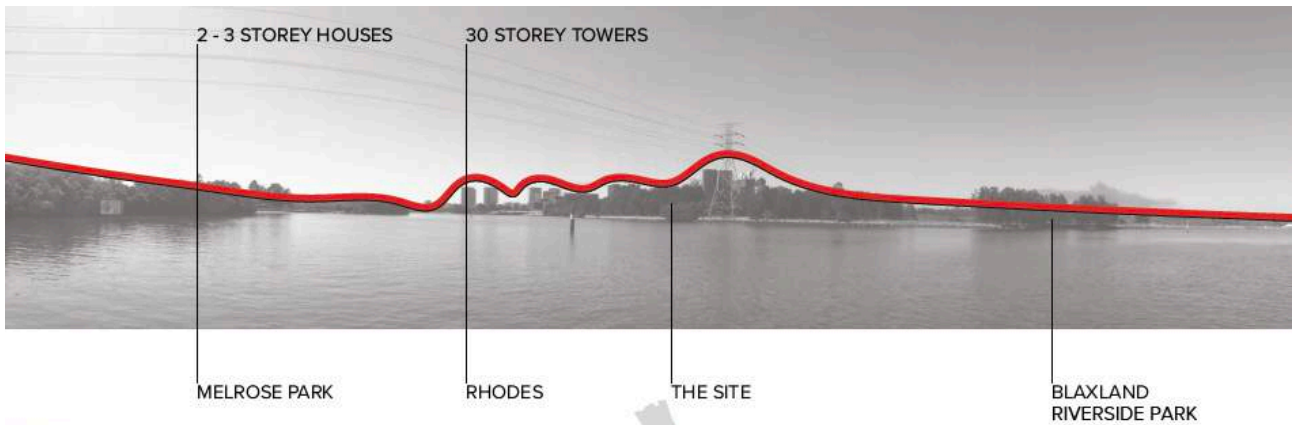 2 - 3 STOREY HOUSES
30 STOREY TOWERS
MELROSE PARK
RHODES
THE SITE
BLAXLAND
RIVERSIDE PARK